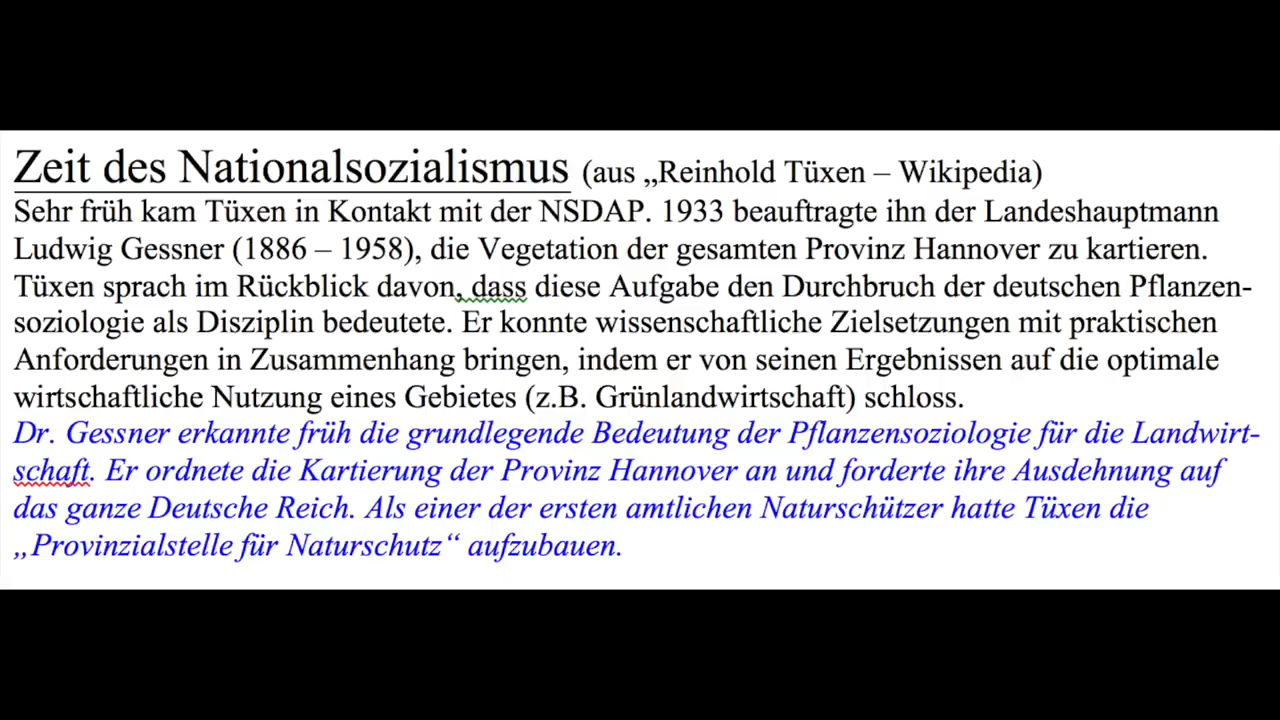 Zeit des Nationalsozialismus (aus „Reinhold Tüxen – Wikipedia)
Sehr früh kam Tüxen in Kontakt mit der NSDAP. 1933 beauftragte ihn der Landeshauptmann
Ludwig Gessner (1886 – 1958), die Vegetation der gesamten Provinz Hannover zu kartieren.
Tüxen sprach im Rückblick davon, dass diese Aufgabe den Durchbruch der deutschen Pflanzen-
soziologie als Disziplin bedeutete. Er konnte wissenschaftliche Zielsetzungen mit praktischen
Anforderungen in Zusammenhang bringen, indem er von seinen Ergebnissen auf die optimale
wirtschaftliche Nutzung eines Gebietes (z.B. Grünlandwirtschaft) schloss.
Dr. Gessner erkannte früh die grundlegende Bedeutung der Pflanzensoziologie für die Landwirt-
schaft. Er ordnete die Kartierung der Provinz Hannover an und forderte ihre Ausdehnung auf
das ganze Deutsche Reich. Als einer der ersten amtlichen Naturschützer hatte Tüxen die
„Provinzialstelle für Naturschutz“ aufzubauen.